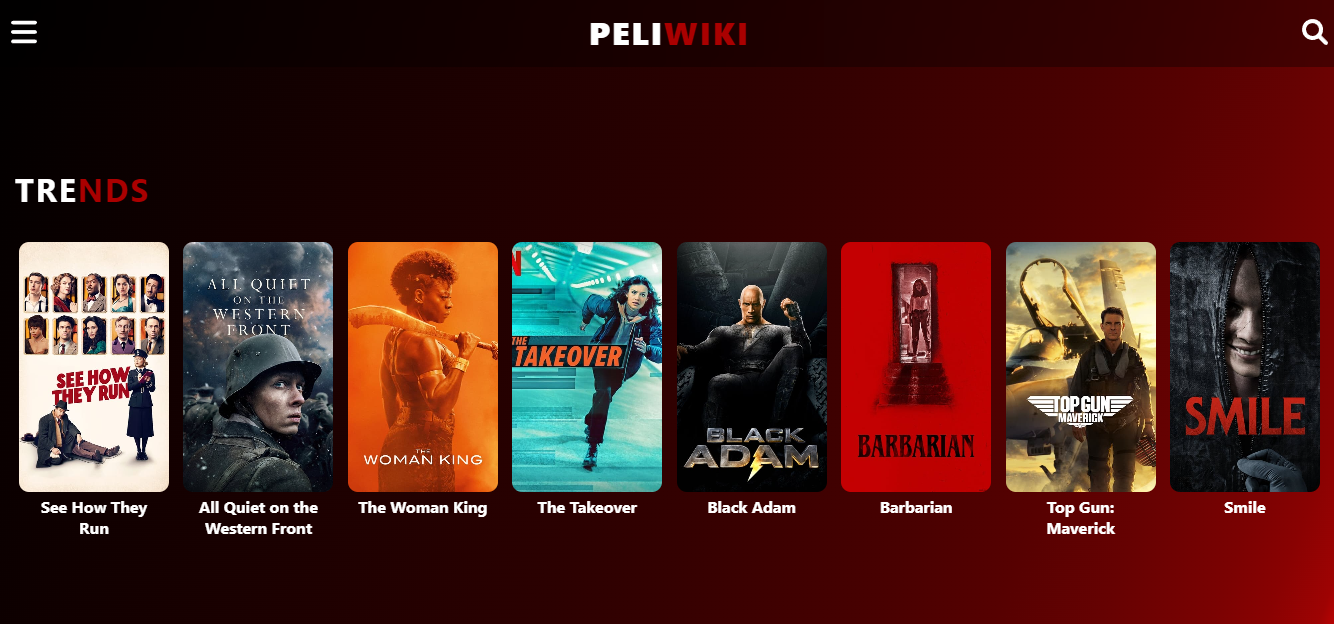 PELIWIKI
TRENDS
SEE HOW
THEY RUN
ALL QUIET
ON THE
WESTERN
FRONT
THE
WOMAN KING
N
THE
TAKEOVER
BLACK
ADAM
BARBARIAN
TOP GUN
MAVERICK
SMILE
See How They
Run
All Quiet on the
Western Front
The Woman King
The Takeover
Black Adam
Barbarian
Top Gun:
Maverick
Smile